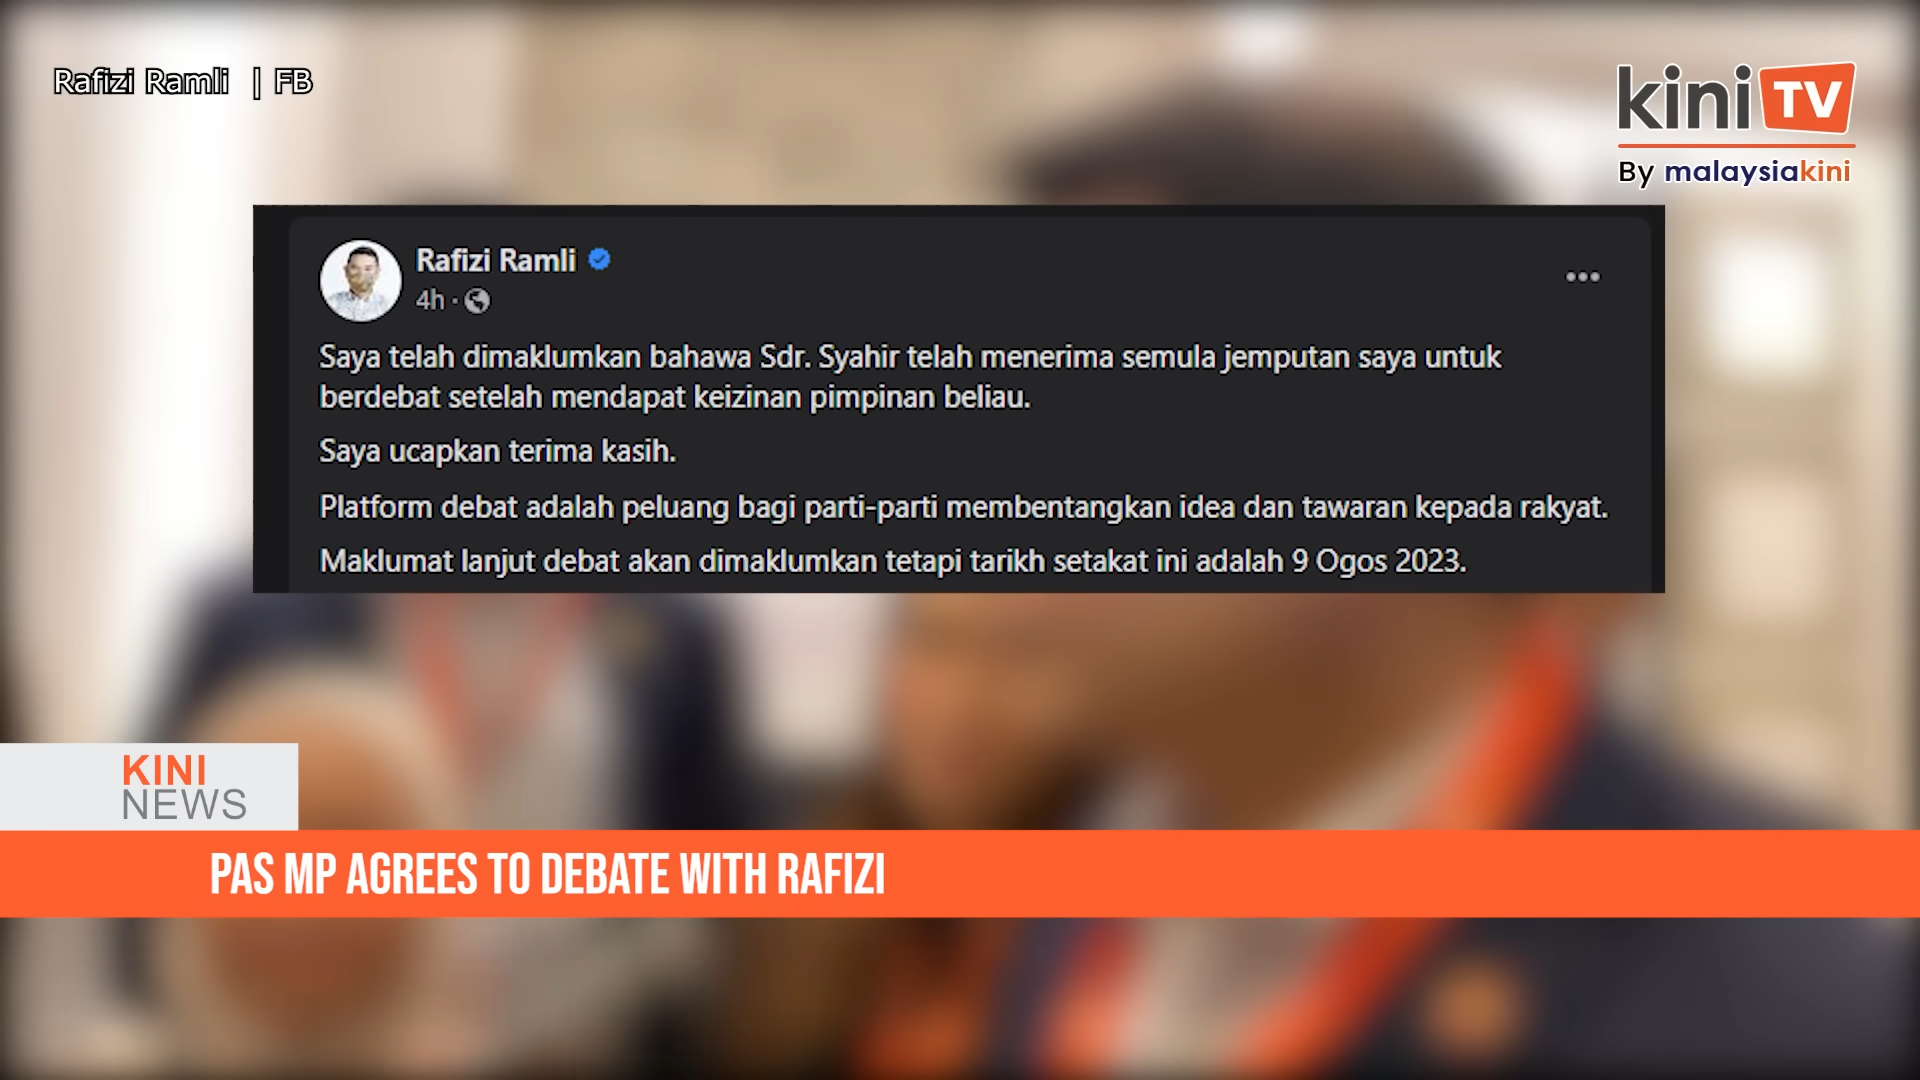 Rafizi Ramli | FB
kini TV
By malaysiakini
Rafizi Ramli
4h ·
Saya telah dimaklumkan bahawa Sdr. Syahir telah menerima semula jemputan saya untuk
berdebat setelah mendapat keizinan pimpinan beliau.
Saya ucapkan terima kasih.
Platform debat adalah peluang bagi parti-parti membentangkan idea dan tawaran kepada rakyat.
Maklumat lanjut debat akan dimaklumkan tetapi tarikh setakat ini adalah 9 Ogos 2023.
KINI
NEWS
PAS MP AGREES TO DEBATE WITH RAFIZI